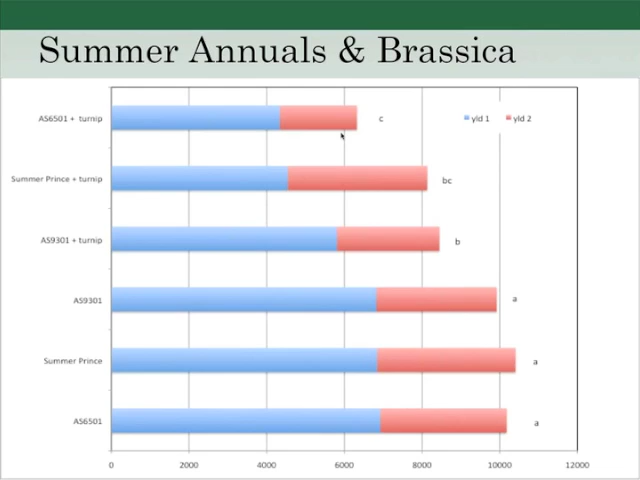 Summer Annuals & Brassica
AS6501 + turnip
c
yld 1
yld 2
Summer Prince + turnip
bc
AS9301 + turnip
b
AS9301
a
Summer Prince
a
AS6501
a
0 2000 4000 6000 8000 10000 12000